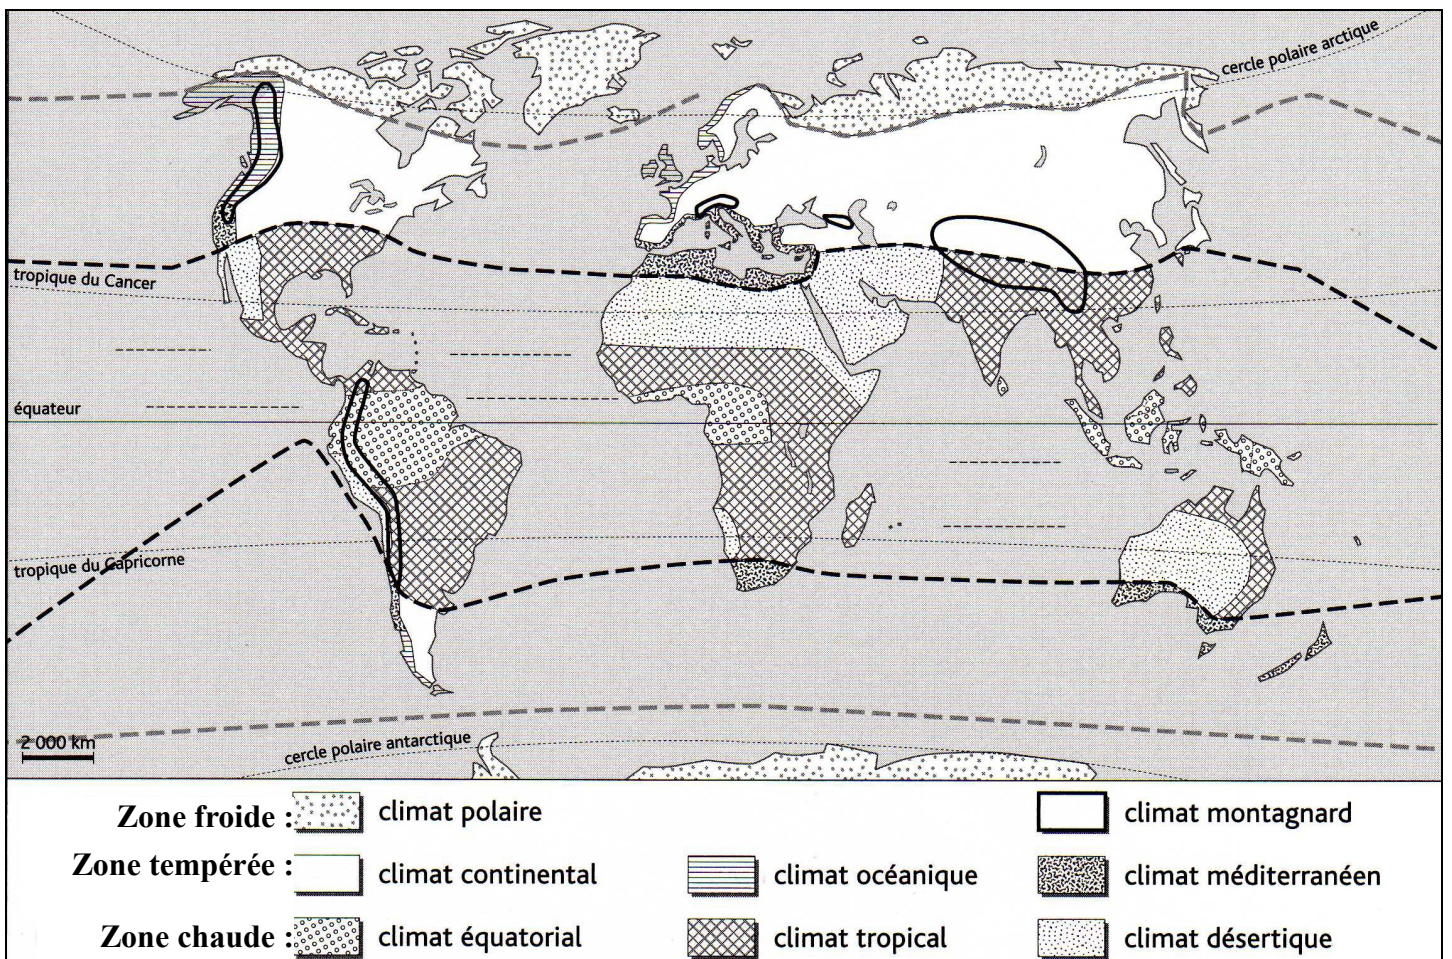 cercle polaire arctique
tropique du Cancer
équateur
tropique du Capricorne
2 000 km
cercle polaire antarctique
Zone froide : climat polaire climat montagnard
Zone tempérée : climat continental climat océanique climat méditerranéen
Zone chaude : climat équatorial climat tropical climat désertique